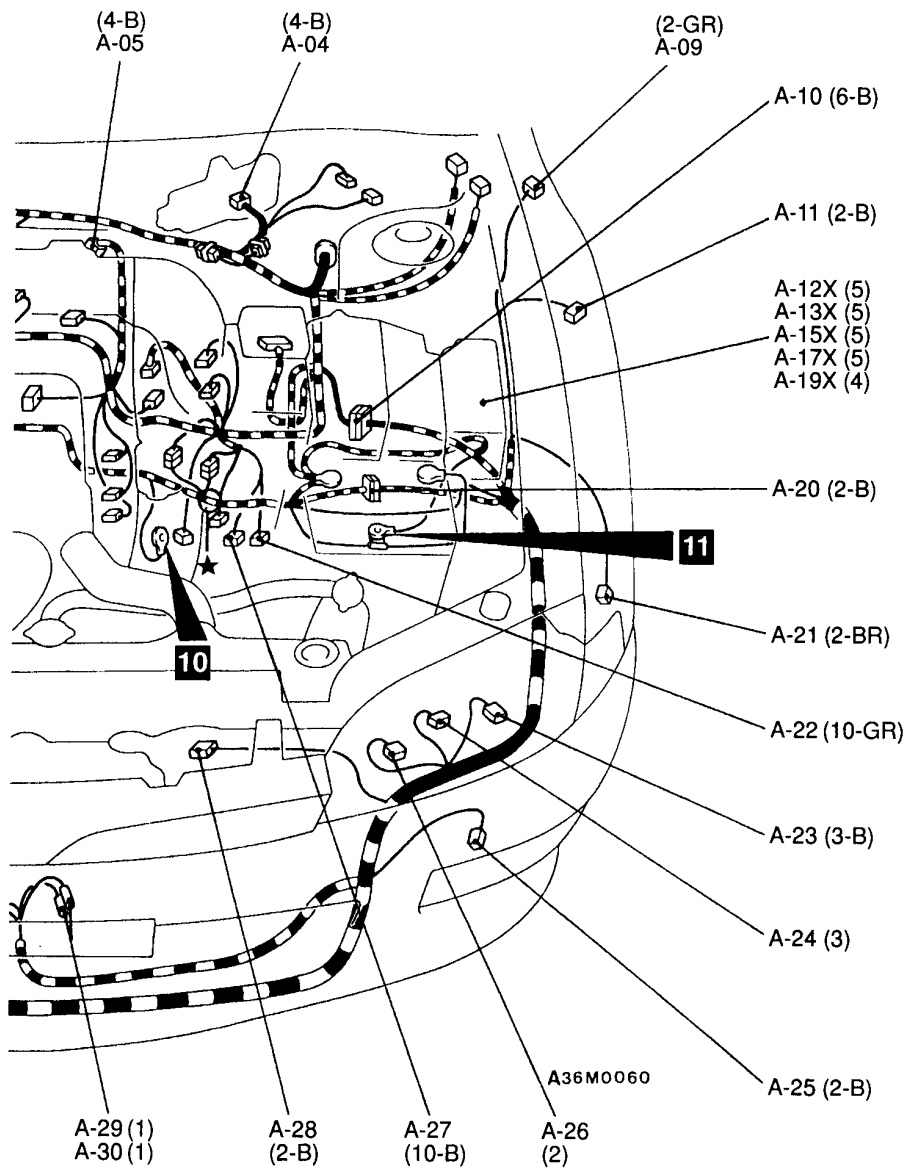 (4-B)
A-05
(4-B)
A-04
(2-GR)
A-09
A-10 (6-B)
A-11 (2-B)
A-12X (5)
A-13X (5)
A-15X (5)
A-17X (5)
A-19X (4)
A-20 (2-B)
11
10
A-21 (2-BR)
A-22 (10-GR)
A-23 (3-B)
A-24 (3)
A36M0060
A-25 (2-B)
A-29 (1)
A-30 (1)
A-28
(2-B)
A-27
(10-B)
A-26
(2)